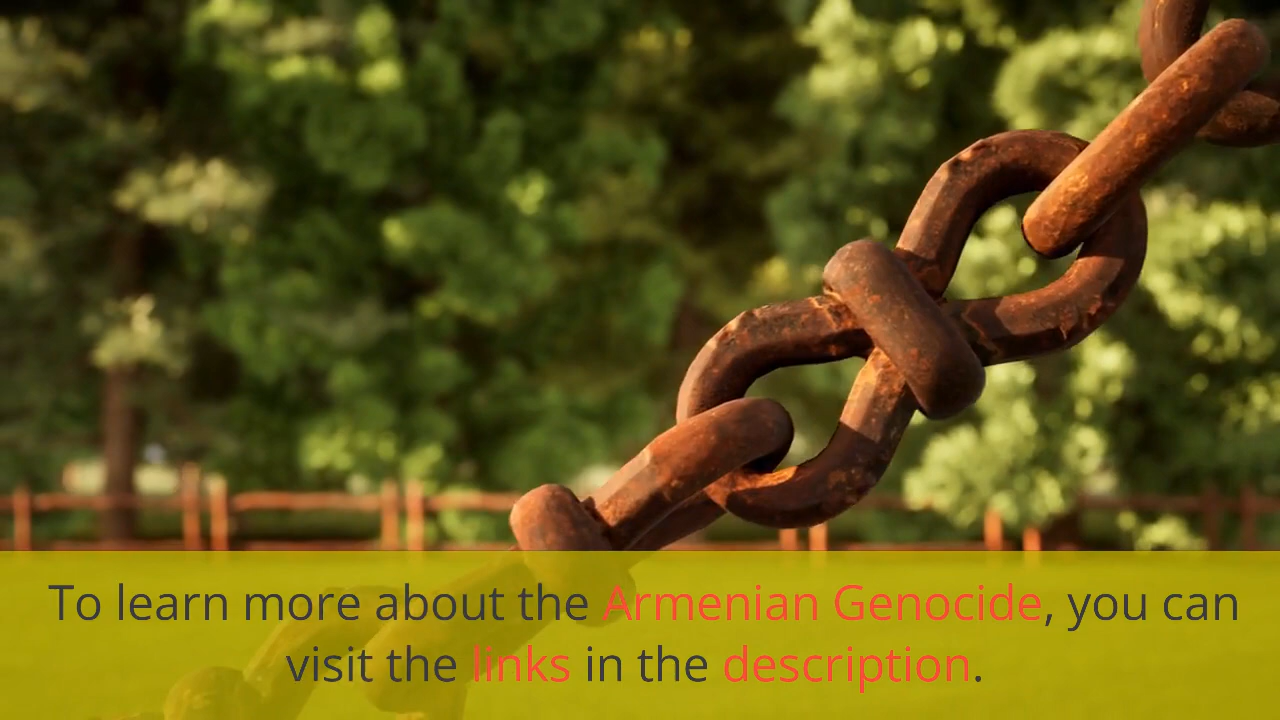 To learn more about the Armenian Genocide, you can
visit the links in the description.